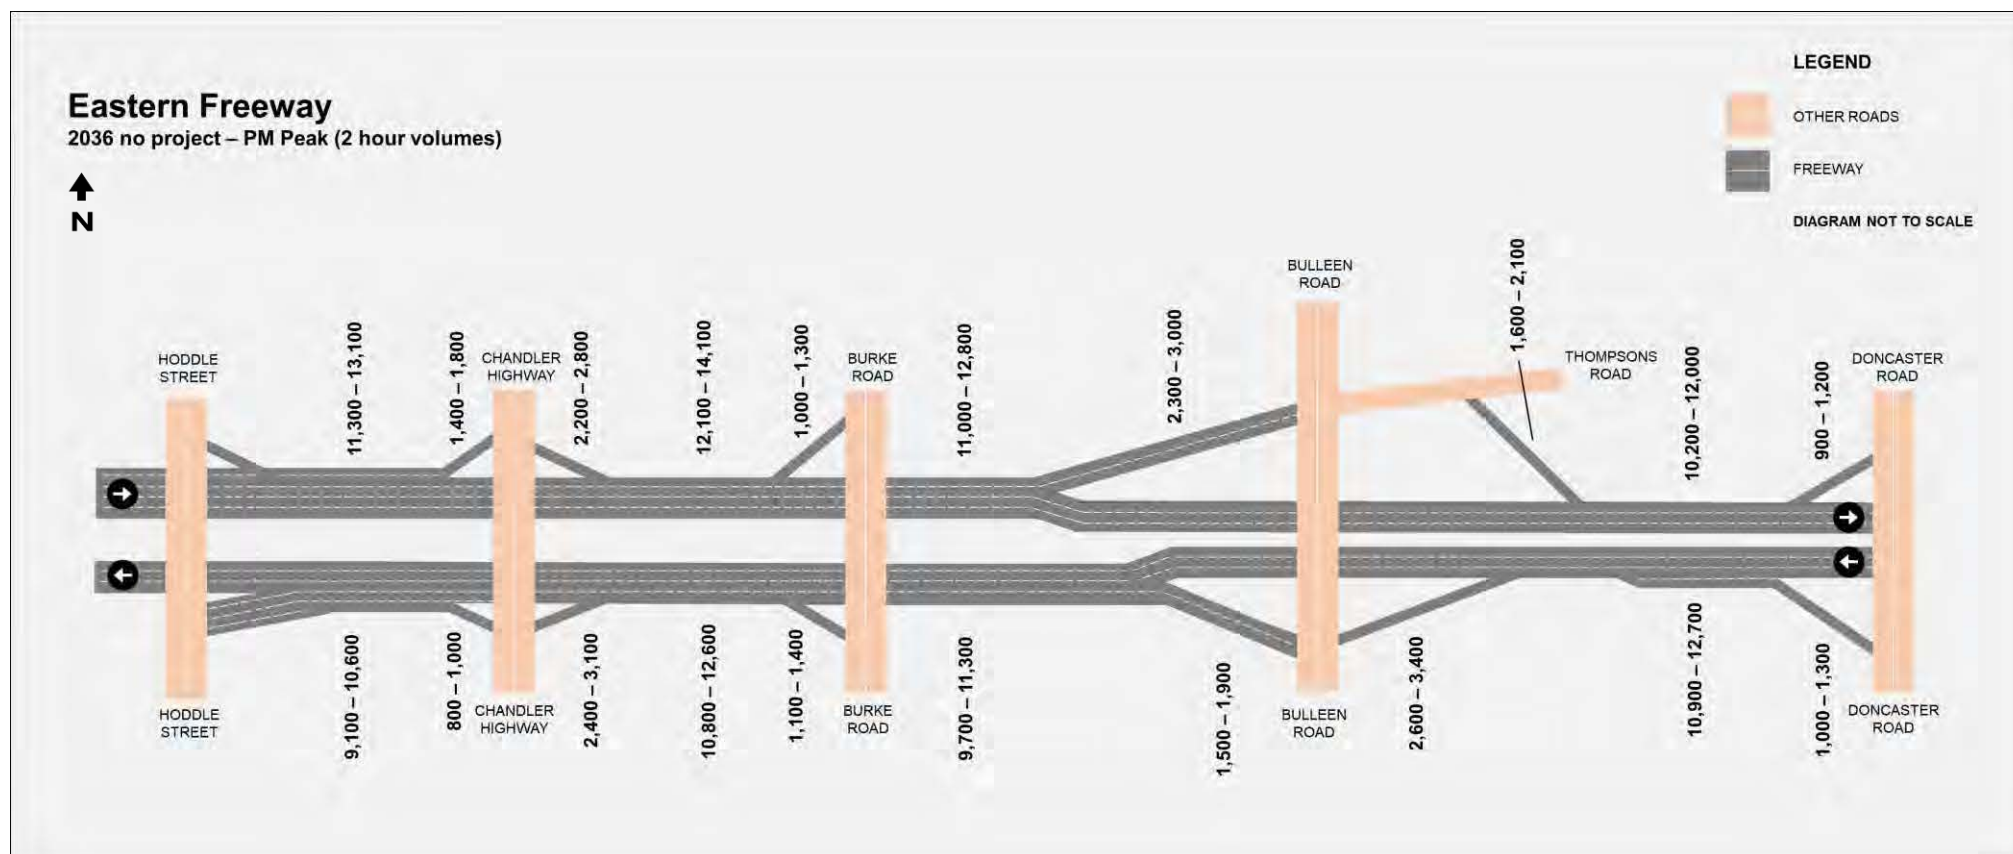 Eastern Freeway
2036 no project – PM Peak (2 hour volumes)
N
LEGEND
OTHER ROADS
FREEWAY
DIAGRAM NOT TO SCALE
HODDLE
STREET
11,300 – 13,100
1,400 – 1,800
CHANDLER
HIGHWAY
2,200 – 2,800
12,100 – 14,100
1,000 – 1,300
BURKE
ROAD
11,000 – 12,800
2,300 – 3,000
BULLEEN
ROAD
1,600 – 2,100
THOMPSONS
ROAD
10,200 – 12,000
900 – 1,200
DONCASTER
ROAD
HODDLE
STREET
9,100 – 10,600
800 – 1,000
CHANDLER
HIGHWAY
2,400 – 3,100
10,800 – 12,600
1,100 – 1,400
BURKE
ROAD
9,700 – 11,300
1,500 – 1,900
BULLEEN
ROAD
2,600 – 3,400
10,900 – 12,700
1,000 – 1,300
DONCASTER
ROAD